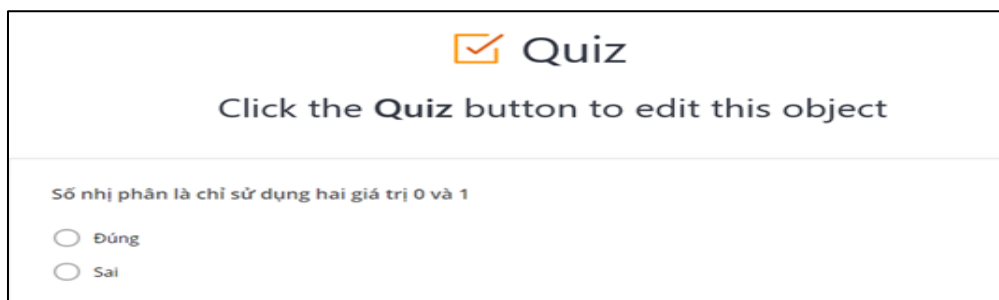 Quiz
Click the Quiz button to edit this object
Số nhị phân là chỉ sử dụng hai giá trị 0 và 1
Đúng
Sai